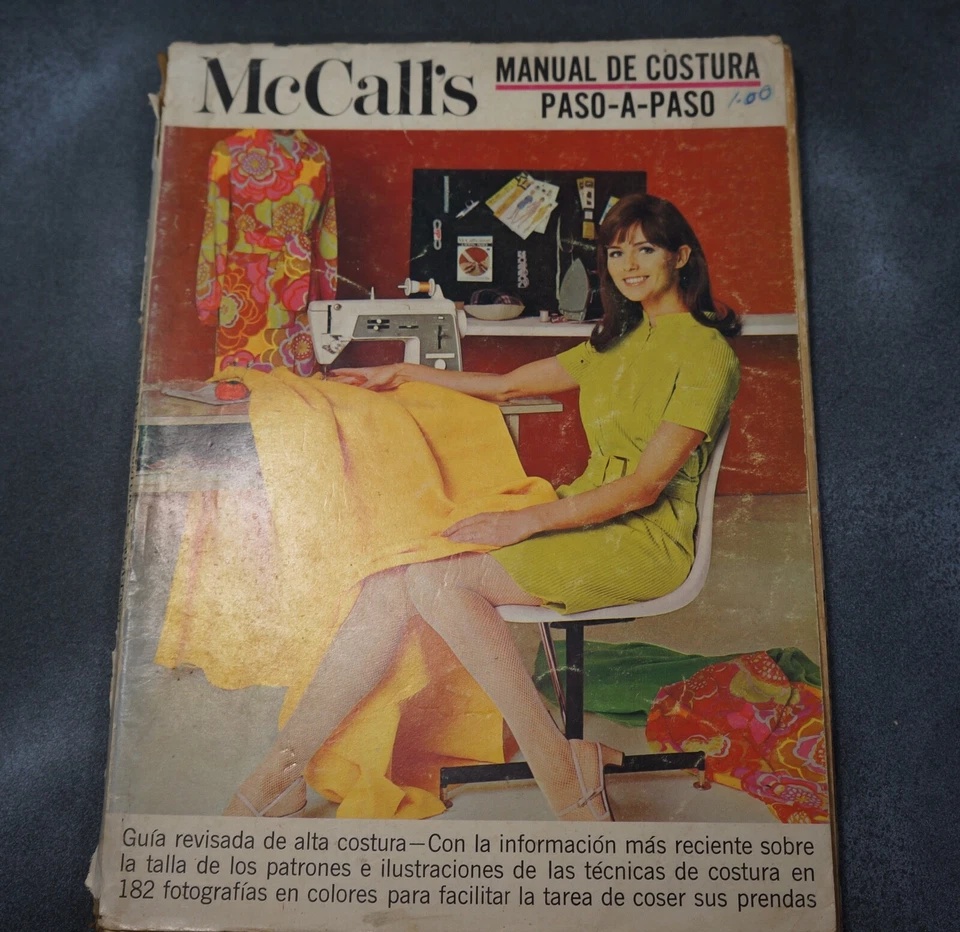 McCall's
MANUAL DE COSTURA
PASO-A-PASO
1.00
Guía revisada de alta costura—Con la información más reciente sobre
la talla de los patrones e ilustraciones de las técnicas de costura en
182 fotografías en colores para facilitar la tarea de coser sus prendas